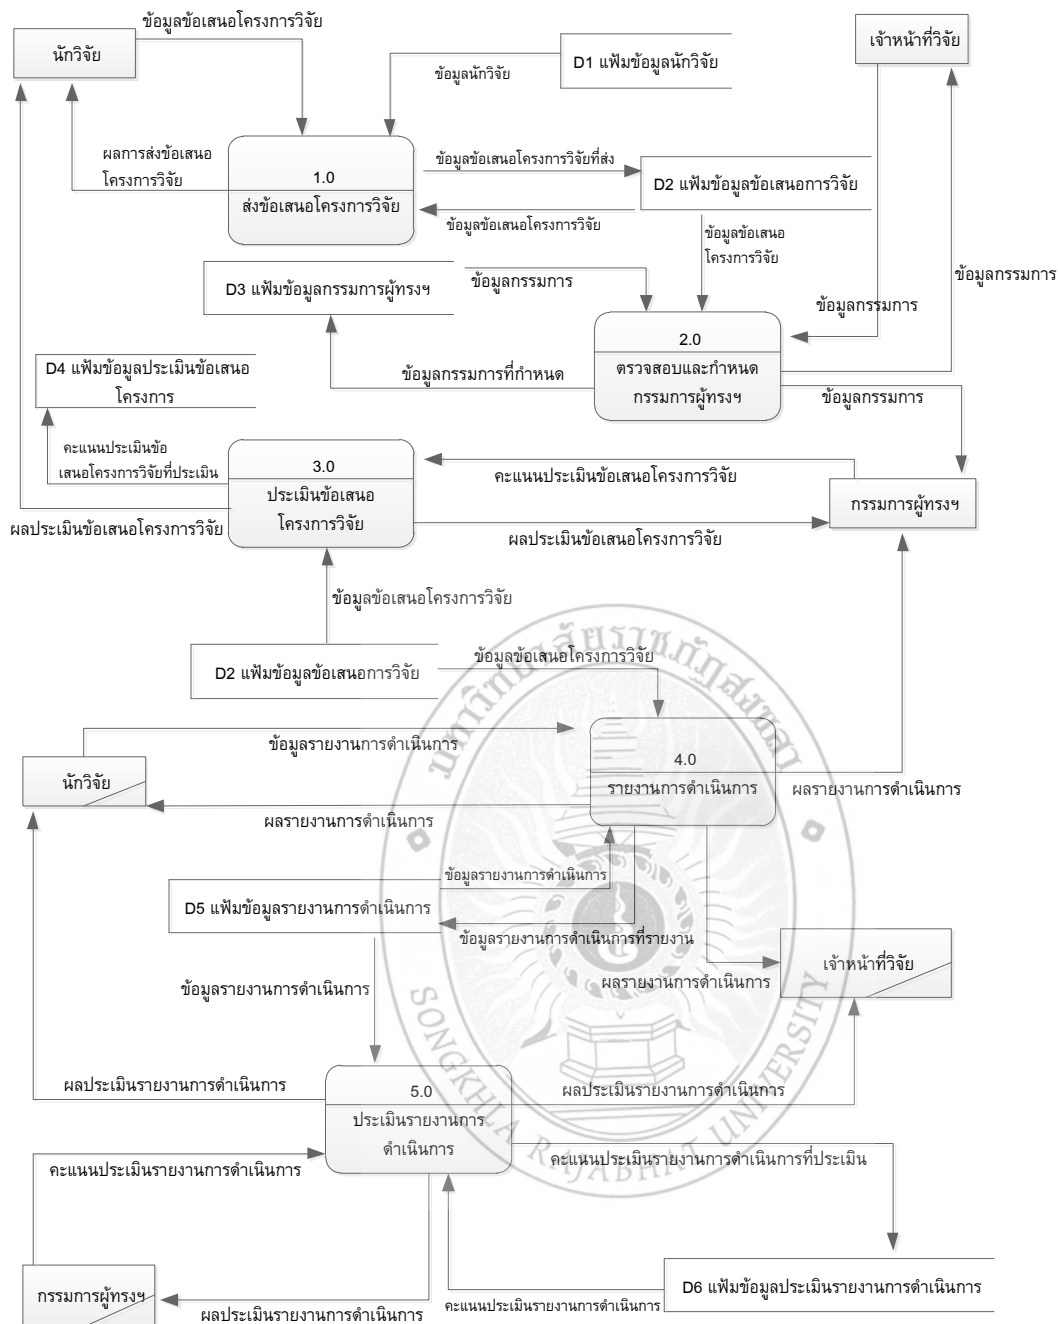 ข้อมูลข้อเสนอโครงการวิจัย
นักวิจัย
ข้อมูลนักวิจัย
D1 แฟ้มข้อมูลนักวิจัย
เจ้าหน้าที่วิจัย
ผลการส่งข้อเสนอ
โครงการวิจัย
1.0
ส่งข้อเสนอโครงการวิจัย
ข้อมูลข้อเสนอโครงการวิจัยที่ส่ง
D2 แฟ้มข้อมูลข้อเสนอการวิจัย
ข้อมูลข้อเสนอโครงการวิจัย
ข้อมูลข้อเสนอ
โครงการวิจัย
D3 แฟ้มข้อมูลกรรมการผู้ทรงฯ
ข้อมูลกรรมการ
ข้อมูลกรรมการ
ข้อมูลกรรมการ
2.0
ตรวจสอบและกำหนด
กรรมการผู้ทรงฯ
ข้อมูลกรรมการที่กำหนด
ข้อมูลกรรมการ
D4 แฟ้มข้อมูลประเมินข้อเสนอ
โครงการ
คะแนนประเมินข้อ
เสนอโครงการวิจัยที่ประเมิน
3.0
ประเมินข้อเสนอ
โครงการวิจัย
คะแนนประเมินข้อเสนอโครงการวิจัย
กรรมการผู้ทรงฯ
ผลประเมินข้อเสนอโครงการวิจัย
ผลประเมินข้อเสนอโครงการวิจัย
ข้อมูลข้อเสนอโครงการวิจัย
D2 แฟ้มข้อมูลข้อเสนอการวิจัย
ข้อมูลข้อเสนอโครงการวิจัย
มหาวิทยาลัยราชภัฏสงขลา
ข้อมูลรายงานการดำเนินการ
นักวิจัย
4.0
รายงานการดำเนินการ
ผลรายงานการดำเนินการ
ผลรายงานการดำเนินการ
ข้อมูลรายงานการดำเนินการ
D5 แฟ้มข้อมูลรายงานการดำเนินการ
ข้อมูลรายงานการดำเนินการที่รายงาน
เจ้าหน้าที่วิจัย
ผลรายงานการดำเนินการ
ข้อมูลรายงานการดำเนินการ
SONGKHLA RAJABHAT UNIVERSITY
ผลประเมินรายงานการดำเนินการ
5.0
ประเมินรายงานการ
ดำเนินการ
ผลประเมินรายงานการดำเนินการ
คะแนนประเมินรายงานการดำเนินการ
คะแนนประเมินรายงานการดำเนินการที่ประเมิน
กรรมการผู้ทรงฯ
ผลประเมินรายงานการดำเนินการ
คะแนนประเมินรายงานการดำเนินการ
D6 แฟ้มข้อมูลประเมินรายงานการดำเนินการ